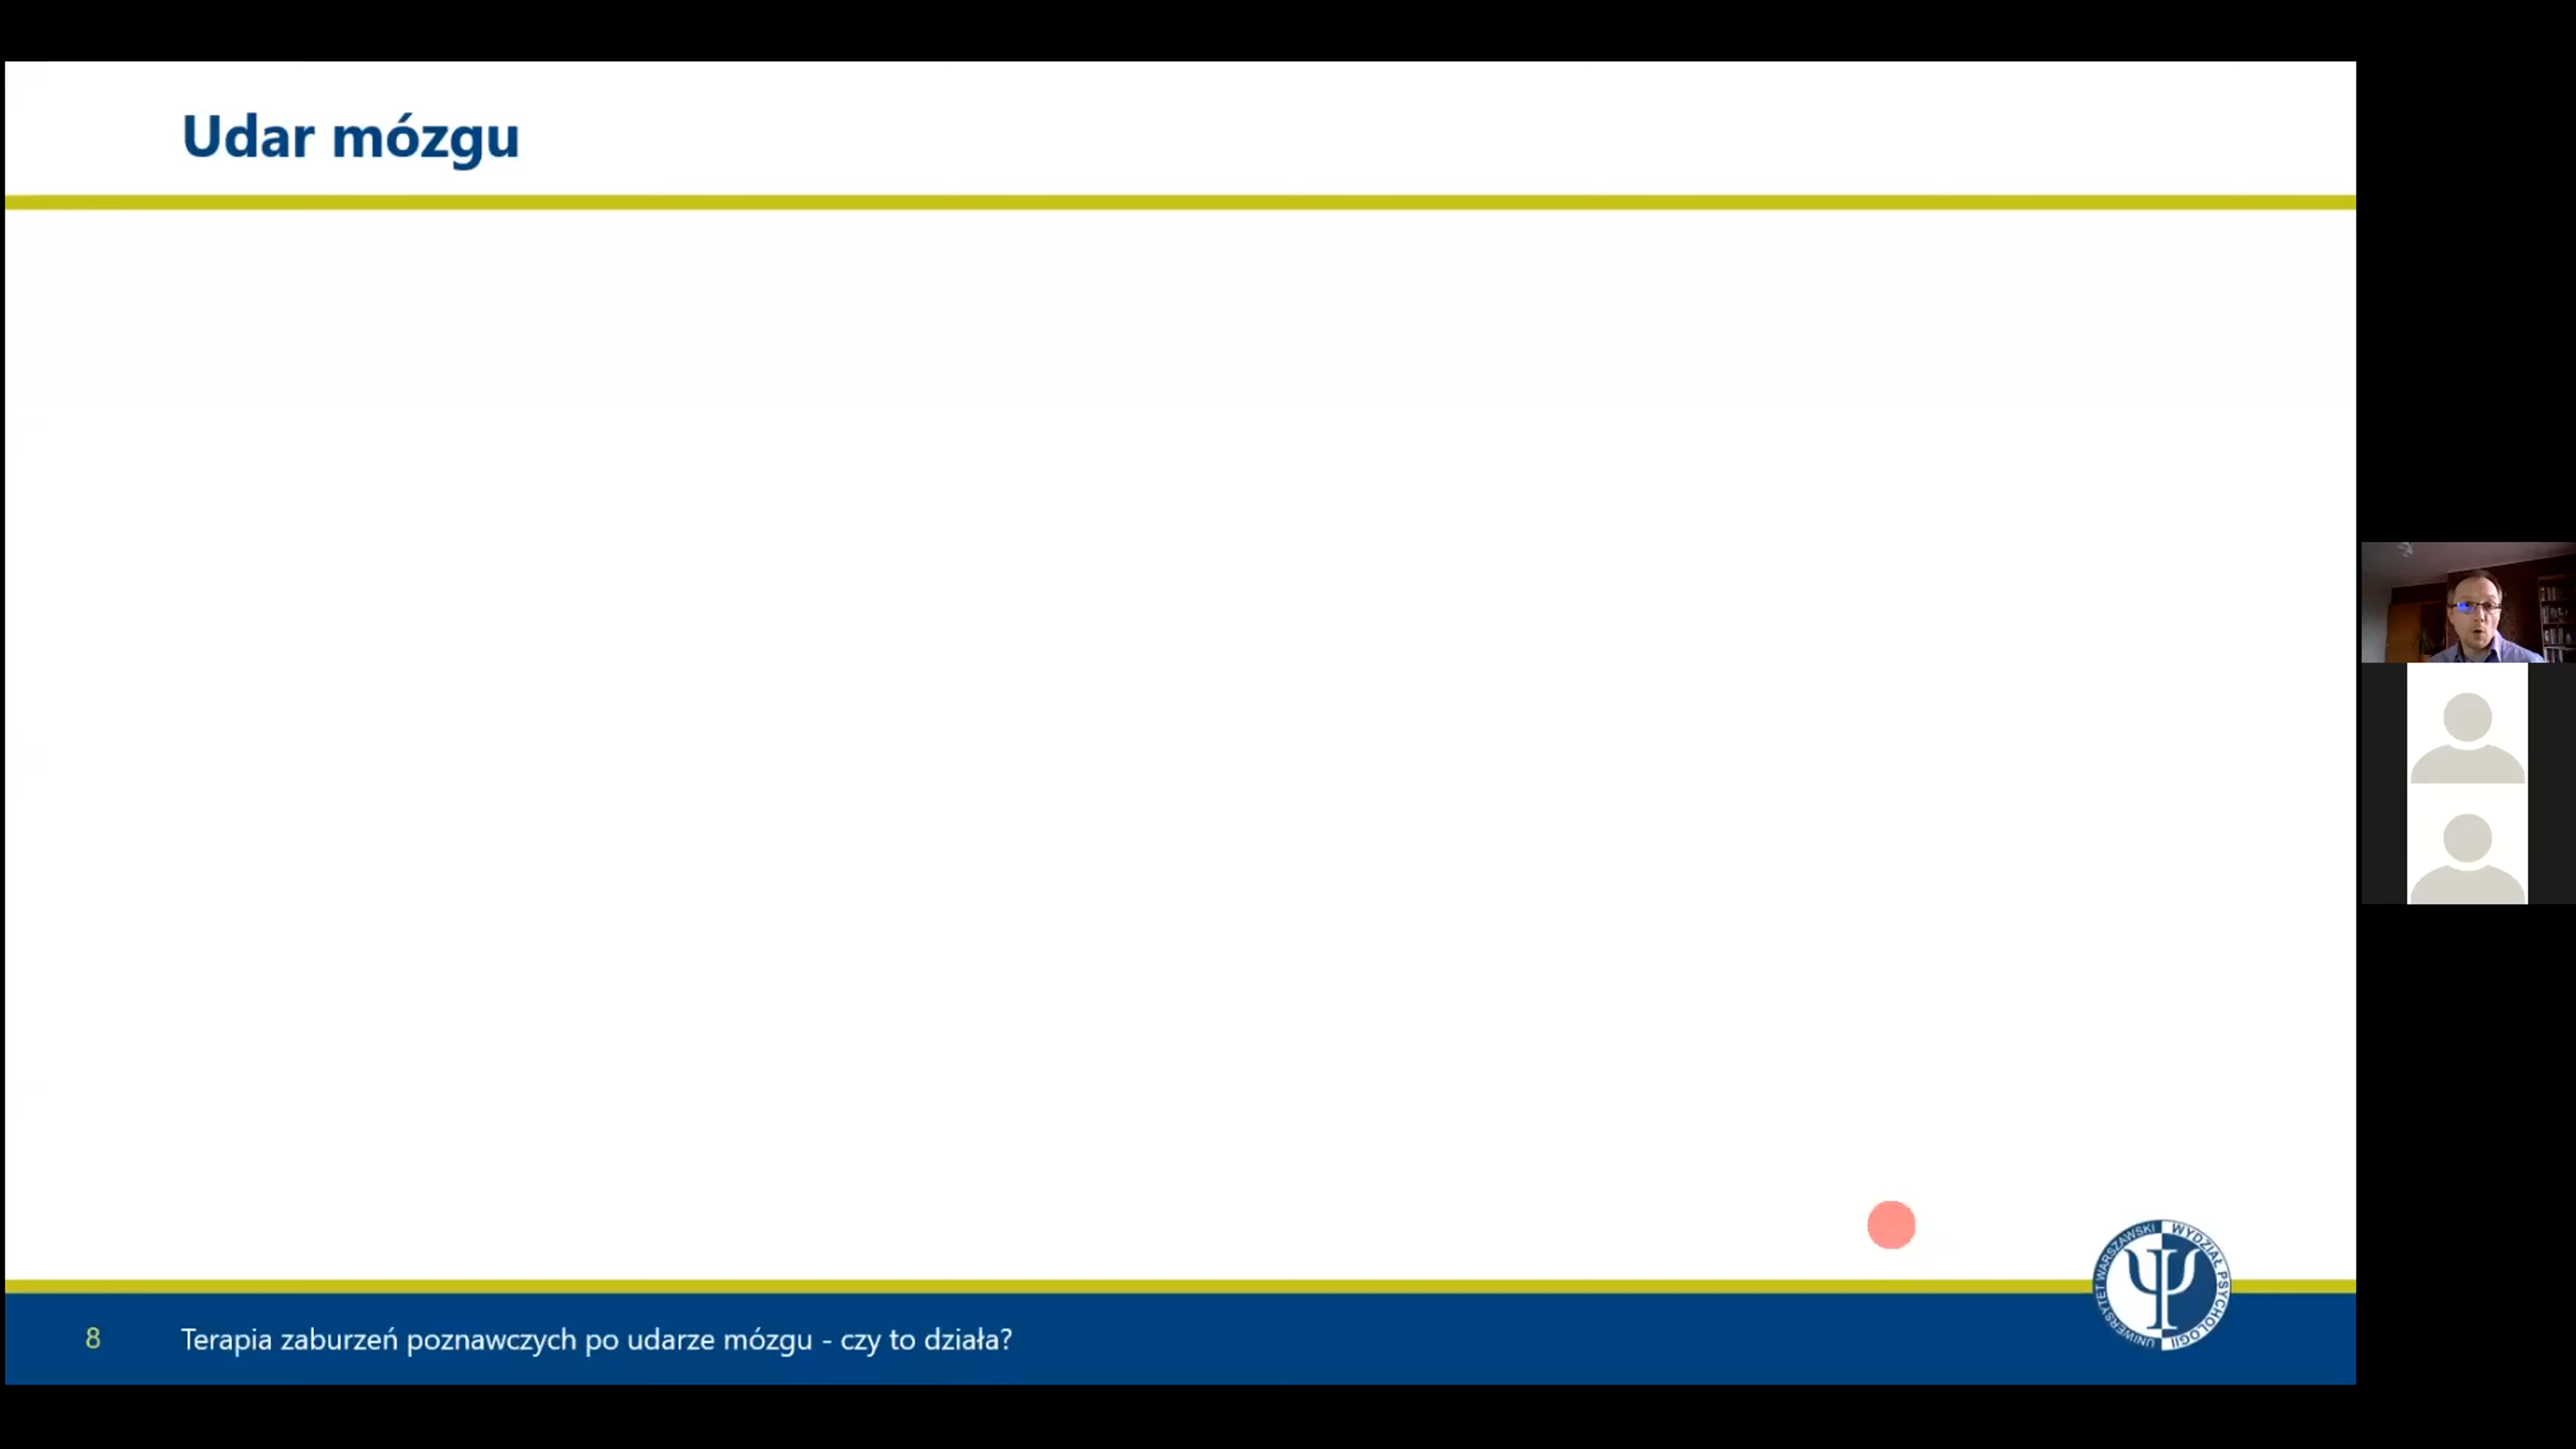 Udar mózgu
UNIWERSYTET WARSZAWSKI WYDZIAŁ PSYCHOLOGII
8 Terapia zaburzeń poznawczych po udarze mózgu - czy to działa?